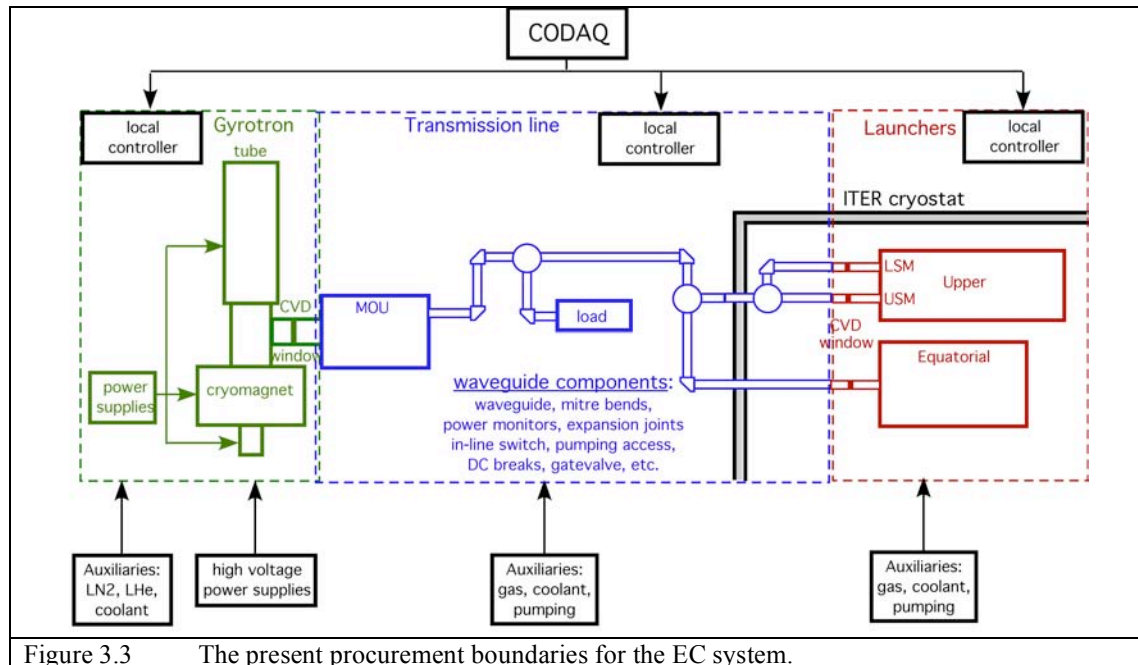 CODAQ
local
controller
Gyrotron
Transmission line
local
controller
Launchers
local
controller
tube
ITER cryostat
CVD
window
MOU
load
LSM
USM
Upper
CVD
window
Equatorial
power
supplies
cryomagnet
waveguide components:
waveguide, mitre bends,
power monitors, expansion joints
in-line switch, pumping access,
DC breaks, gatevalve, etc.
Auxiliaries:
LN2, LHe,
coolant
high voltage
power supplies
Auxiliaries:
gas, coolant,
pumping
Auxiliaries:
gas, coolant,
pumping
Figure 3.3 The present procurement boundaries for the EC system.